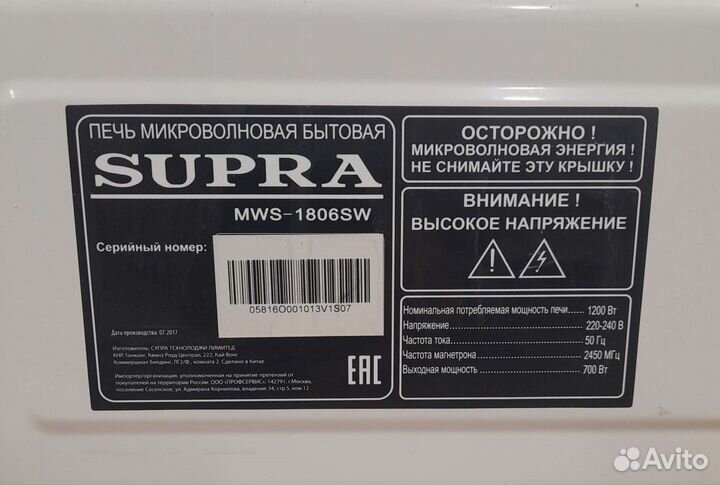 ПЕЧЬ МИКРОВОЛНОВАЯ БЫТОВАЯ
SUPRA
MWS-1806SW
Серийный номер:
05816O001013V1S07
Дата производства: 07.2017
Изготовитель: СУПРА ТЕХНОЛОДЖИ ЛИМИТЕД
КНР, Гонконг, Квинз Роуд Централ, 222, Кай Вонг
Коммершиал Билдинг, ЛГ2/Ф., комната 2 Сделано в Китае.
Импортер/организация, уполномоченная на принятие претензий от
покупателей на территории России: ООО «ПРОФСЕРВИС», 142791, г.Москва,
поселение Сосенское, ул. Адмирала Корнилова, владение 34, стр.5, ком.12
EAC
ОСТОРОЖНО !
МИКРОВОЛНОВАЯ ЭНЕРГИЯ !
НЕ СНИМАЙТЕ ЭТУ КРЫШКУ !
ВНИМАНИЕ !
ВЫСОКОЕ НАПРЯЖЕНИЕ
Номинальная потребляемая мощность печи..... 1200 Вт
Напряжение..... 220-240 В
Частота тока..... 50 Гц
Частота магнетрона..... 2450 МГц
Выходная мощность..... 700 Вт
Avito